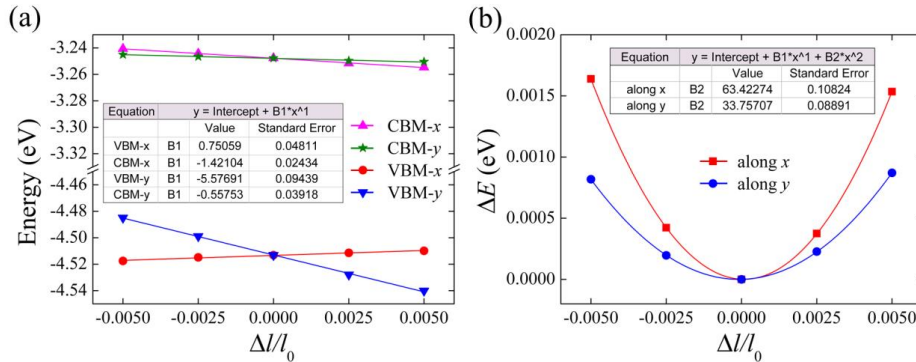 (a)
-3.24
-3.26
-3.28
-3.30
-3.32
-4.46
-4.48
-4.50
-4.52
-4.54
Energy (eV)
Equation y = Intercept + B1*x^1
Value Standard Error
VBM-x B1 0.75059 0.04811
CBM-x B1 -1.42104 0.02434
VBM-y B1 -5.57691 0.09439
CBM-y B1 -0.55753 0.03918
CBM-x
CBM-y
VBM-x
VBM-y
-0.0050 -0.0025 0.0000 0.0025 0.0050
Δl/l0
(b)
0.0020
0.0015
0.0010
0.0005
0.0000
ΔE (eV)
Equation y = Intercept + B1*x^1 + B2*x^2
Value Standard Error
along x B2 63.42274 0.10824
along y B2 33.75707 0.08891
along x
along y
-0.0050 -0.0025 0.0000 0.0025 0.0050
Δl/l0